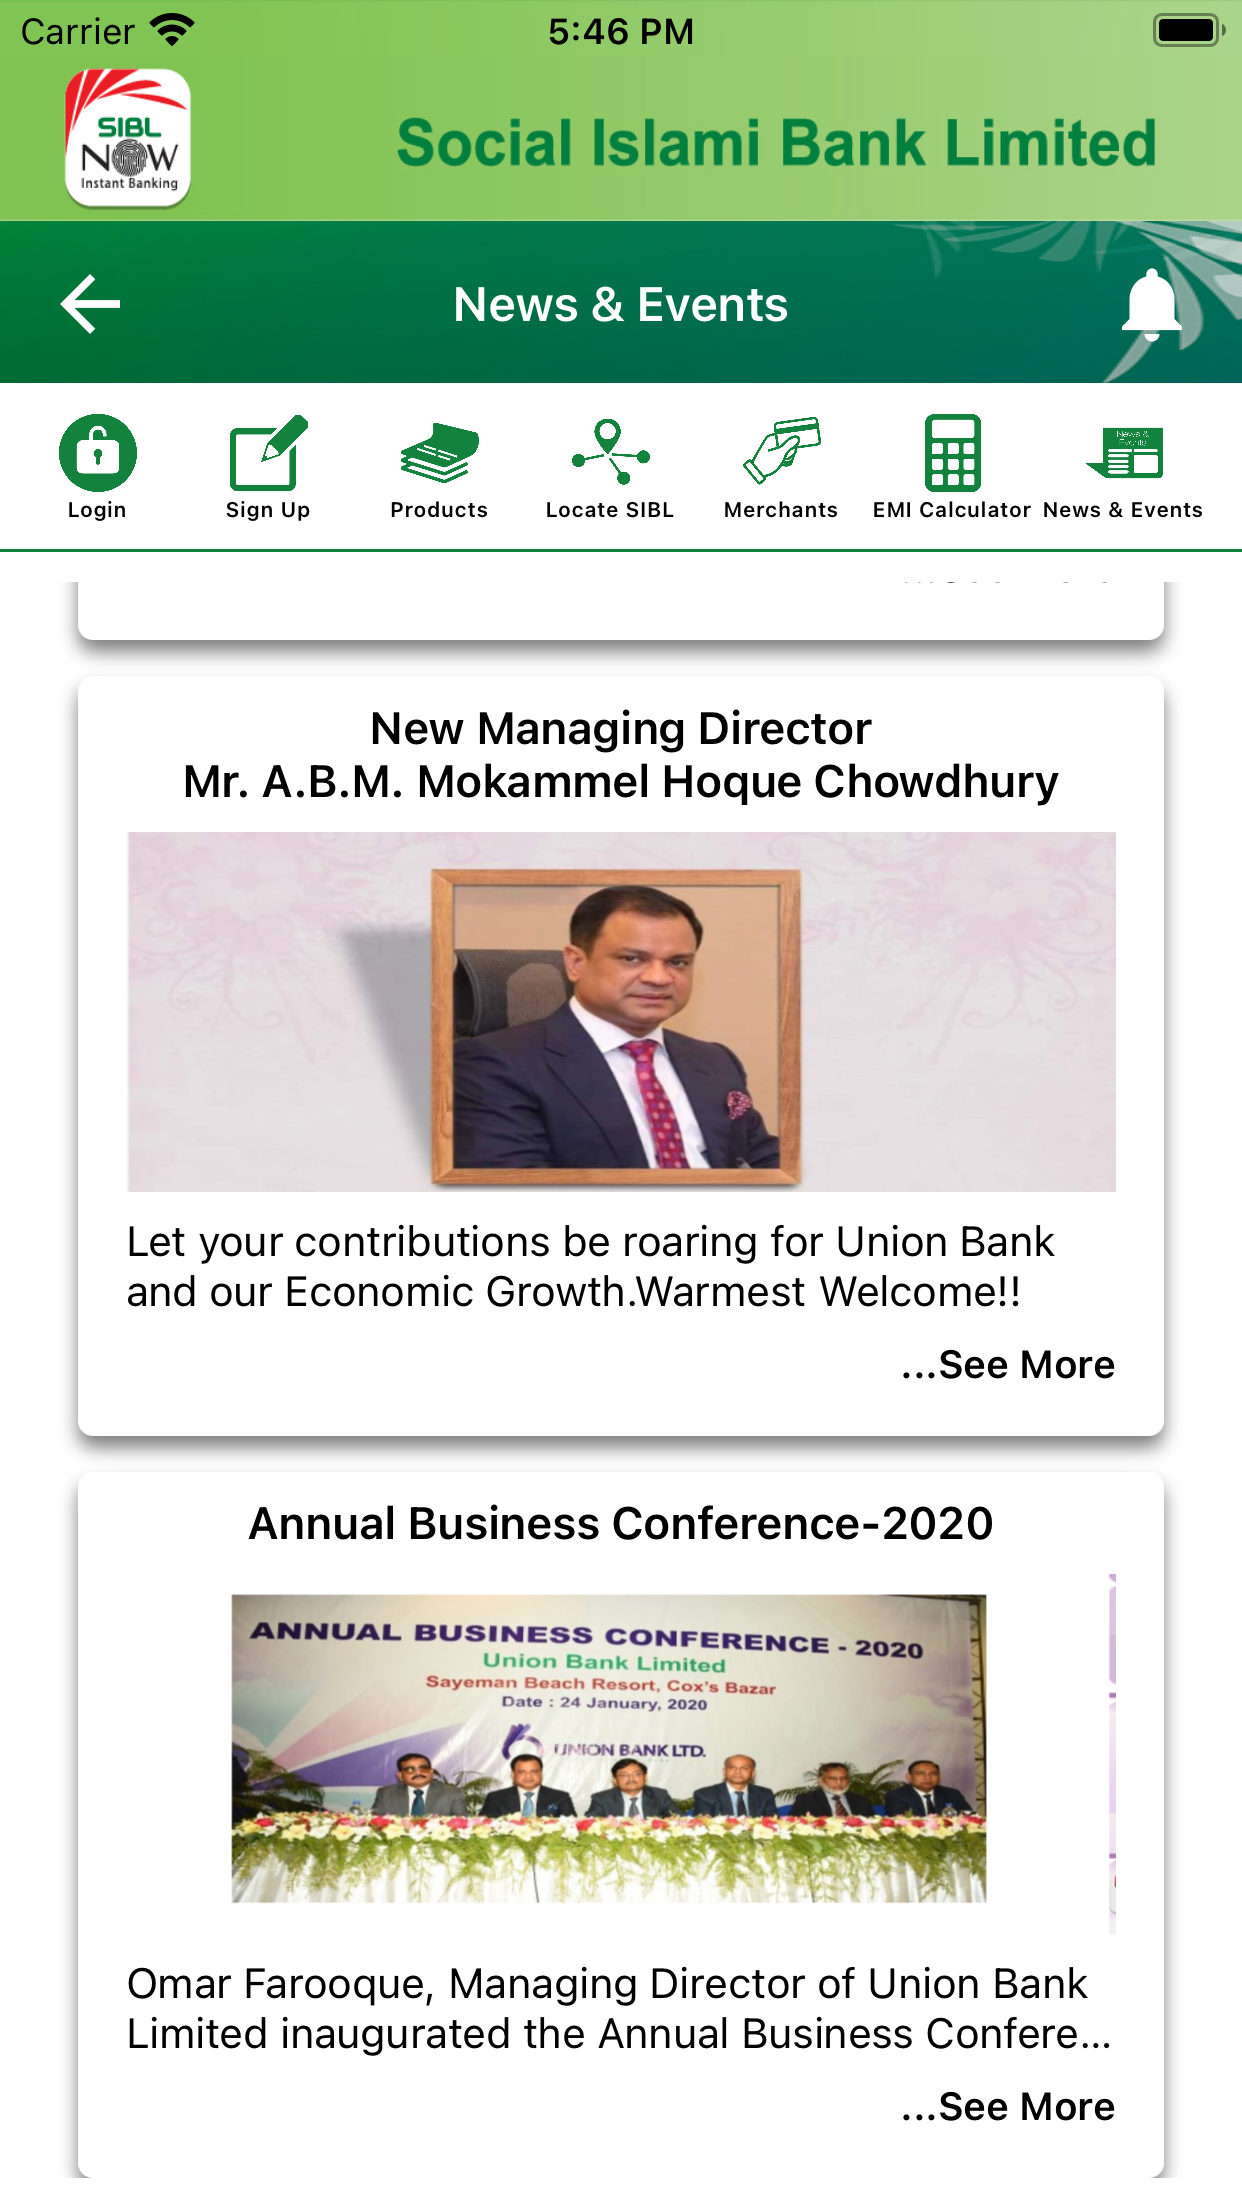 Carrier
5:46 PM
SIBL
NOW
Instant Banking
Social Islami Bank Limited
News & Events
Login
Sign Up
Products
Locate SIBL
Merchants
EMI Calculator
News & Events
News &
Events
New Managing Director
Mr. A.B.M. Mokammel Hoque Chowdhury
Let your contributions be roaring for Union Bank
and our Economic Growth.Warmest Welcome!!
...See More
Annual Business Conference-2020
ANNUAL BUSINESS CONFERENCE - 2020
Union Bank Limited
Sayeman Beach Resort, Cox's Bazar
Date : 24 January, 2020
UNION BANK LTD.
Omar Farooque, Managing Director of Union Bank
Limited inaugurated the Annual Business Confere...
...See More